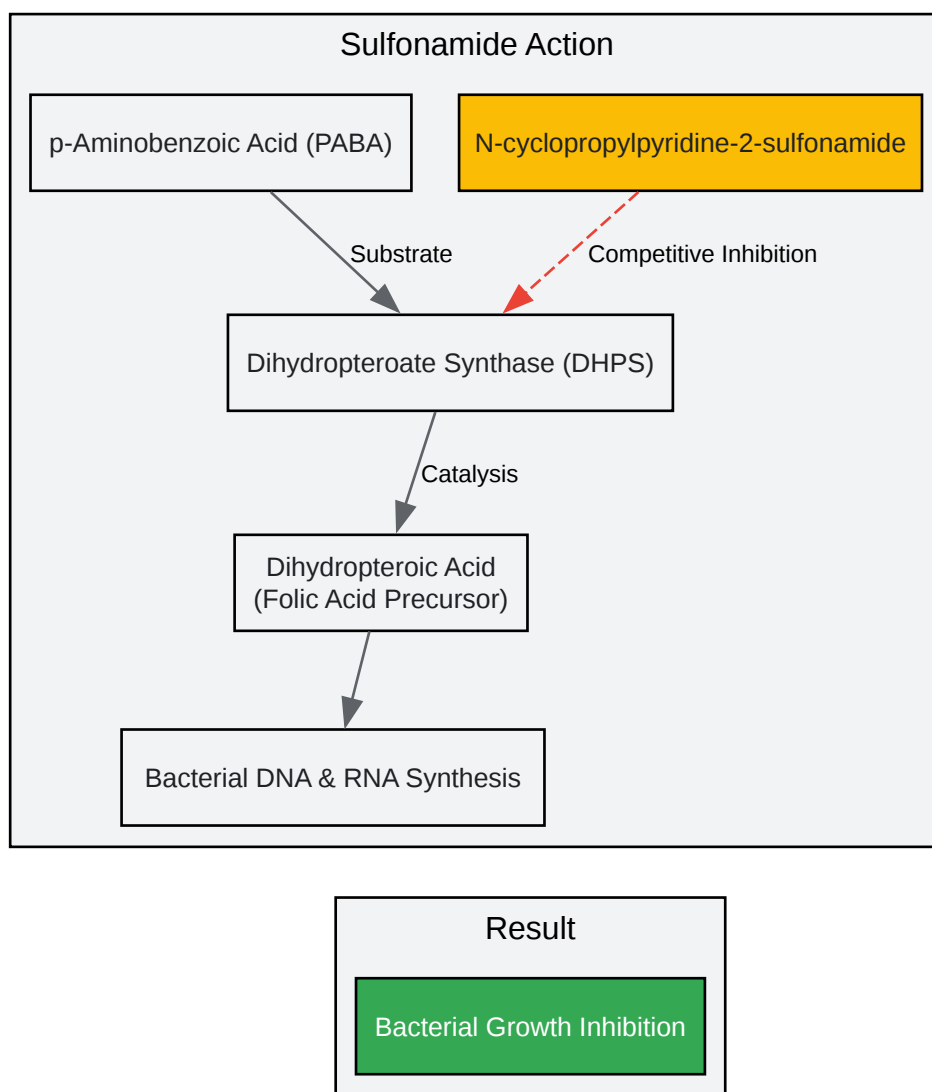 Sulfonamide Action
p-Aminobenzoic Acid (PABA)
N-cyclopropylpyridine-2-sulfonamide
Substrate
Competitive Inhibition
Dihydropteroate Synthase (DHPS)
Catalysis
Dihydropteroic Acid
(Folic Acid Precursor)
Bacterial DNA & RNA Synthesis
Result
Bacterial Growth Inhibition